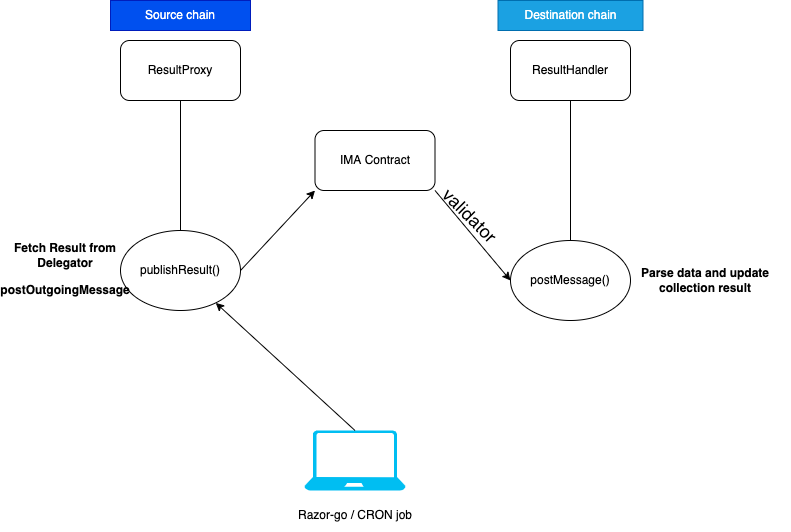 Source chain
Destination chain
ResultProxy
ResultHandler
IMA Contract
validator
Fetch Result from
Delegator
postOutgoingMessage
publishResult()
postMessage()
Parse data and update
collection result
Razor-go / CRON job